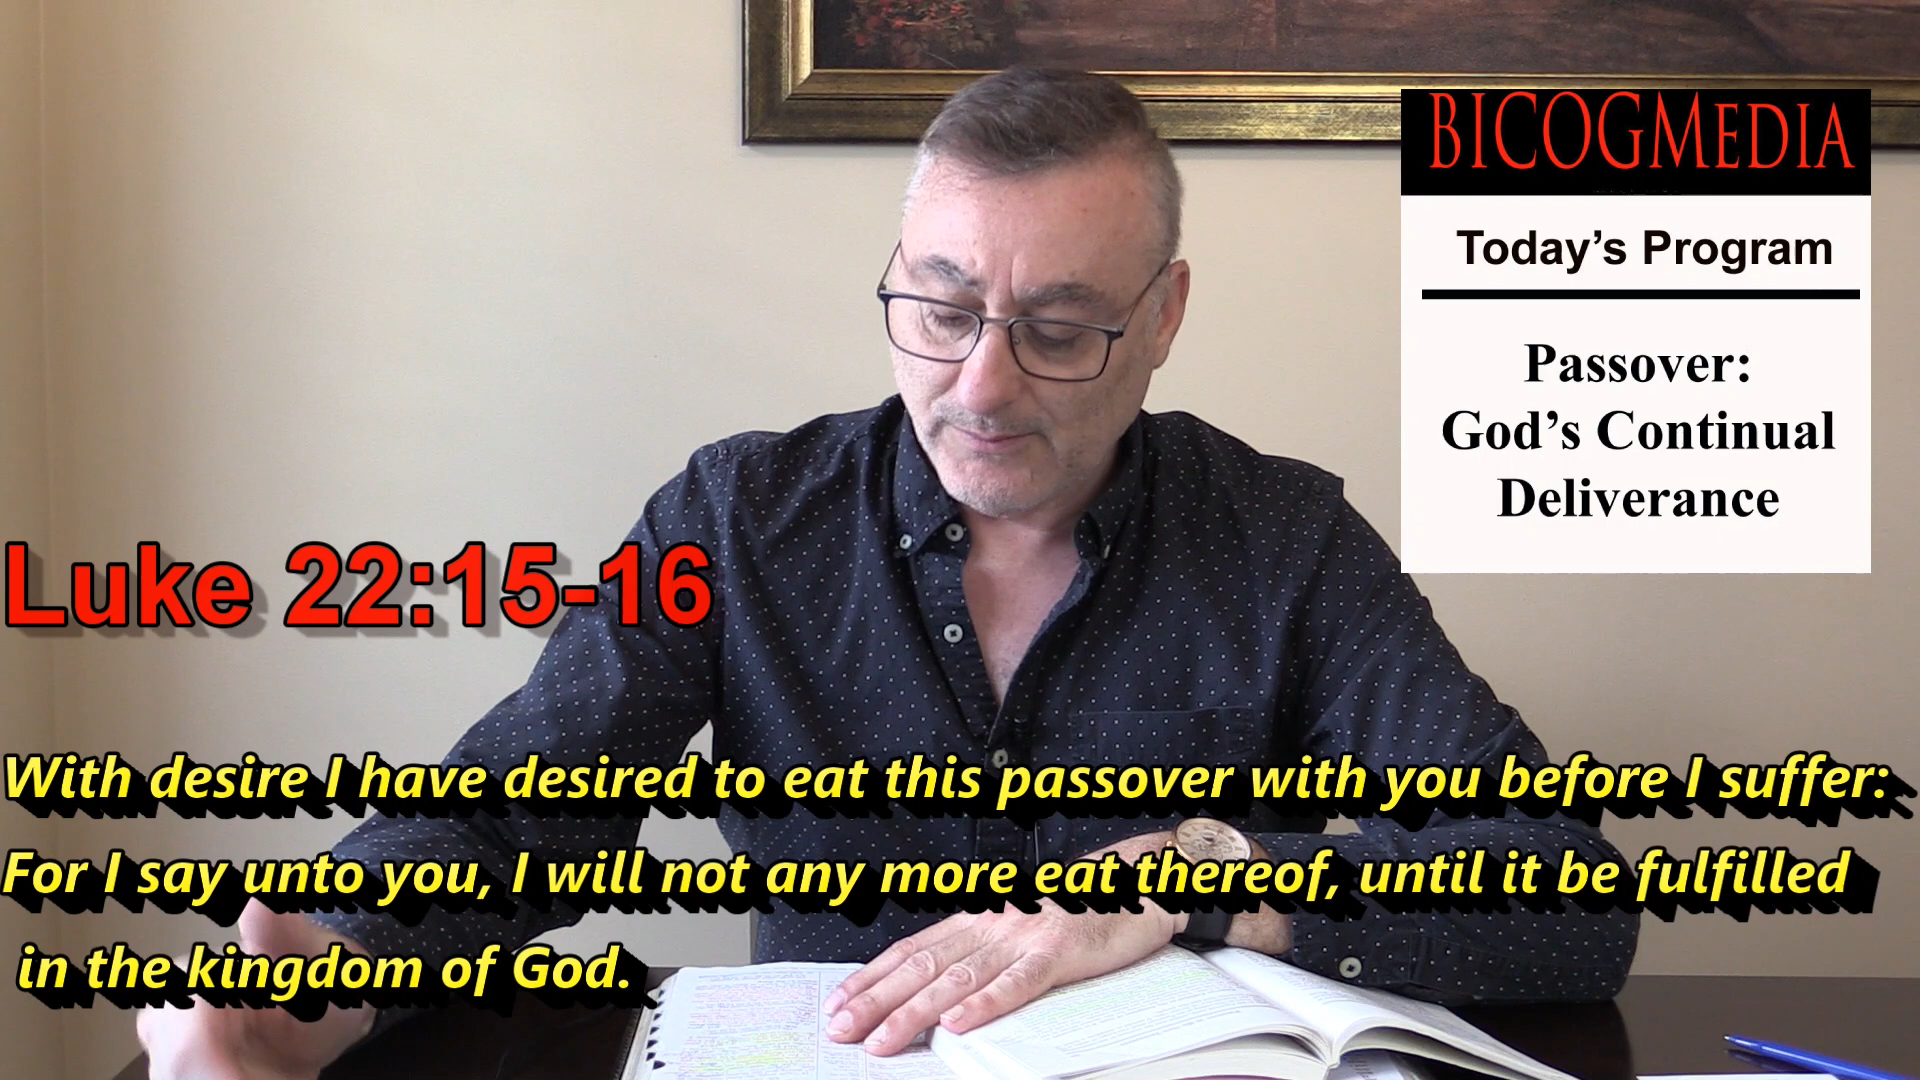 BICOGMEDIA
Today's Program
Passover:
God's Continual
Deliverance
Luke 22:15-16
With desire I have desired to eat this passover with you before I suffer:
For I say unto you, I will not any more eat thereof, until it be fulfilled
in the kingdom of God.